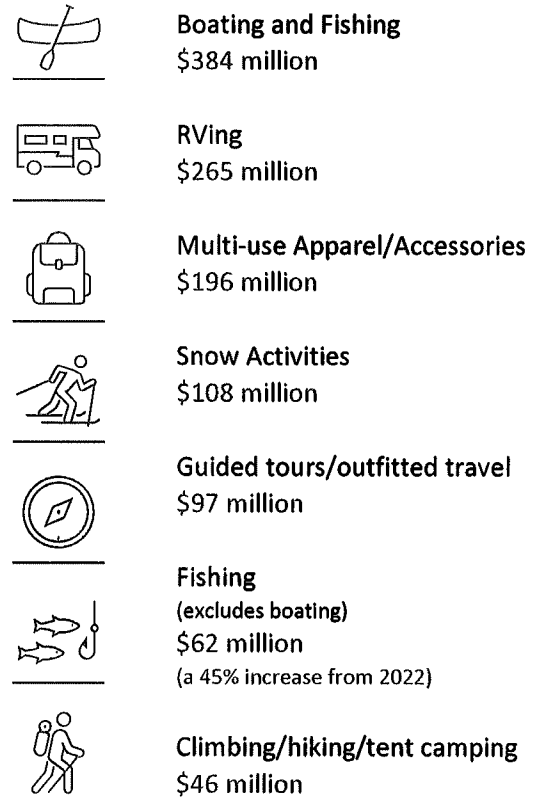 Boating and Fishing
$384 million
RVing
$265 million
Multi-use Apparel/Accessories
$196 million
Snow Activities
$108 million
Guided tours/outfitted travel
$97 million
Fishing
(excludes boating)
$62 million
(a 45% increase from 2022)
Climbing/hiking/tent camping
$46 million